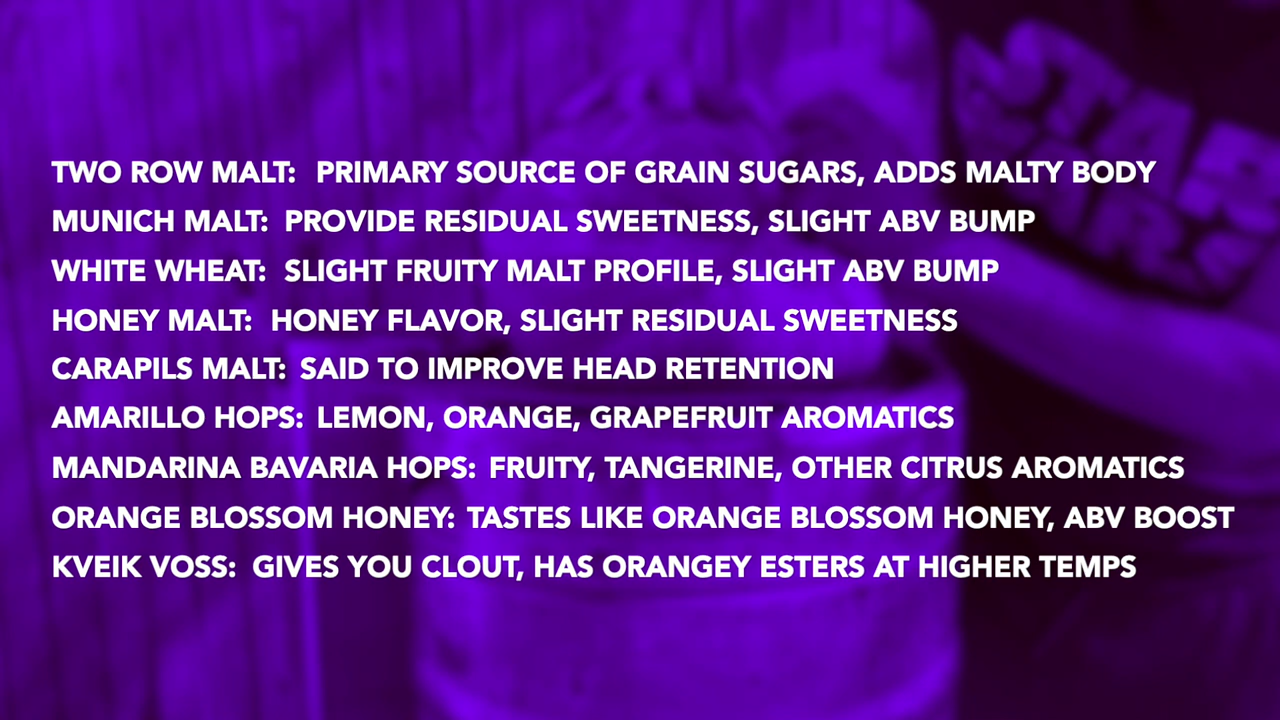 TWO ROW MALT: PRIMARY SOURCE OF GRAIN SUGARS, ADDS MALTY BODY
MUNICH MALT: PROVIDE RESIDUAL SWEETNESS, SLIGHT ABV BUMP
WHITE WHEAT: SLIGHT FRUITY MALT PROFILE, SLIGHT ABV BUMP
HONEY MALT: HONEY FLAVOR, SLIGHT RESIDUAL SWEETNESS
CARAPILS MALT: SAID TO IMPROVE HEAD RETENTION
AMARILLO HOPS: LEMON, ORANGE, GRAPEFRUIT AROMATICS
MANDARINA BAVARIA HOPS: FRUITY, TANGERINE, OTHER CITRUS AROMATICS
ORANGE BLOSSOM HONEY: TASTES LIKE ORANGE BLOSSOM HONEY, ABV BOOST
KVEIK VOSS: GIVES YOU CLOUT, HAS ORANGEY ESTERS AT HIGHER TEMPS
STAR
WARS